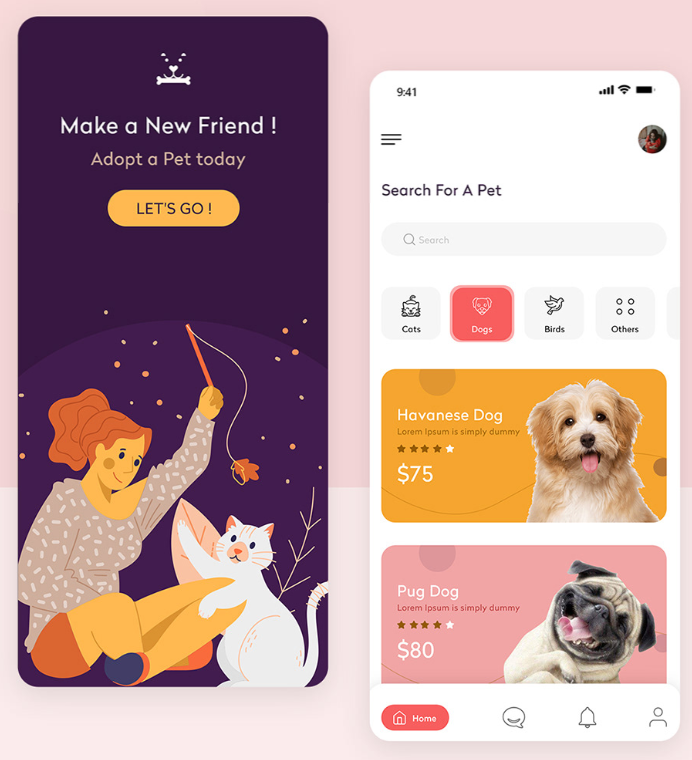 Make a New Friend !
Adopt a Pet today
LET'S GO !
9:41
Search For A Pet
Search
Cats
Dogs
Birds
Others
Havanese Dog
Lorem Ipsum is simply dummy
$75
Pug Dog
Lorem Ipsum is simply dummy
$80
Home